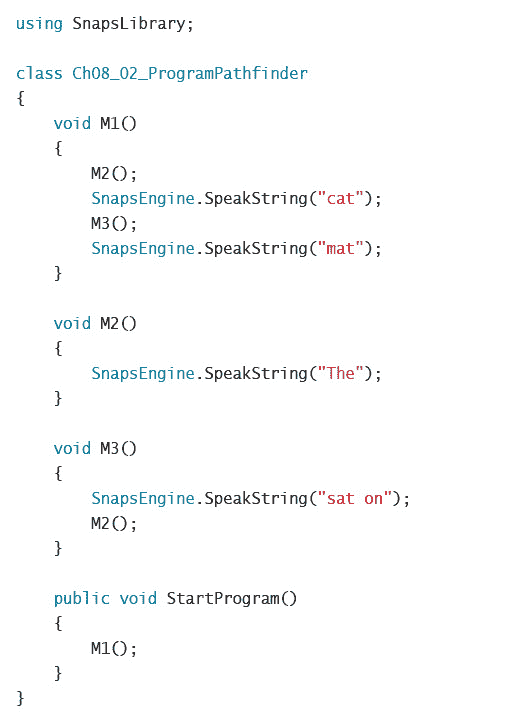 using SnapsLibrary;

class Ch08_02_ProgramPathfinder
{
    void M1()
    {
        M2();
        SnapsEngine.SpeakString("cat");
        M3();
        SnapsEngine.SpeakString("mat");
    }

    void M2()
    {
        SnapsEngine.SpeakString("The");
    }

    void M3()
    {
        SnapsEngine.SpeakString("sat on");
        M2();
    }

    public void StartProgram()
    {
        M1();
    }
}